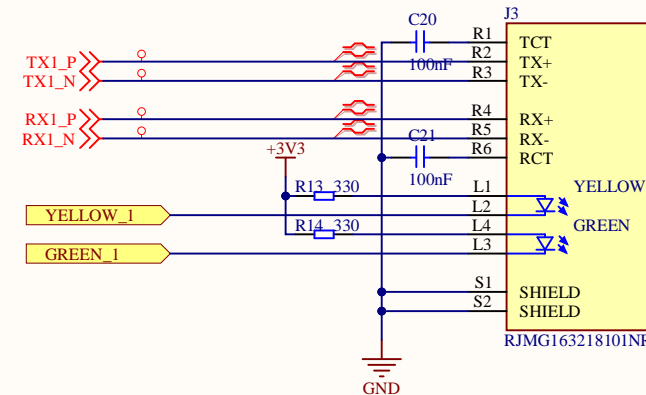 J3
C20
R1 TCT
TX1_P R2 TX+
100nF
TX1_N R3 TX-
RX1_P R4 RX+
RX1_N R5 RX-
C21
+3V3 R6 RCT
100nF
R13 330 L1 YELLOW
YELLOW_1 L2
R14 330 L4 GREEN
GREEN_1 L3
S1 SHIELD
S2 SHIELD
RJMG163218101NR
GND